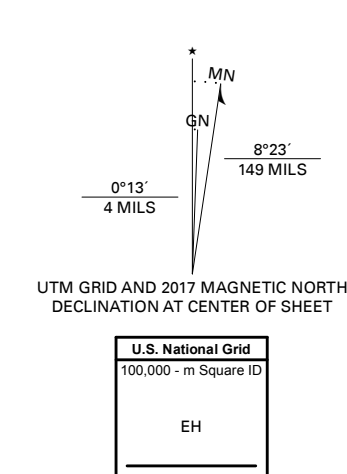 ★
MN
GN
8°23´
149 MILS
0°13´
4 MILS
UTM GRID AND 2017 MAGNETIC NORTH
DECLINATION AT CENTER OF SHEET
U.S. National Grid
100,000 - m Square ID
EH